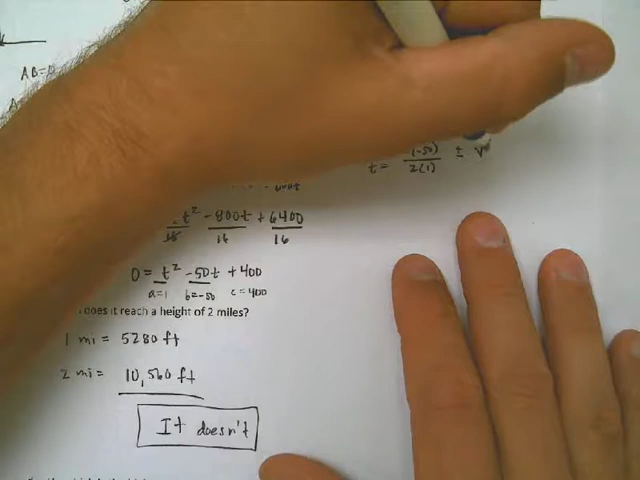 AB=
t = (-50)/2(1) ±
t² - 800t + 6400
16 16 16
0 = t² - 50t + 400
a=1 b=-50 c=400
does it reach a height of 2 miles?
1 mi = 5280 ft
2 mi = 10,560 ft
It doesn't